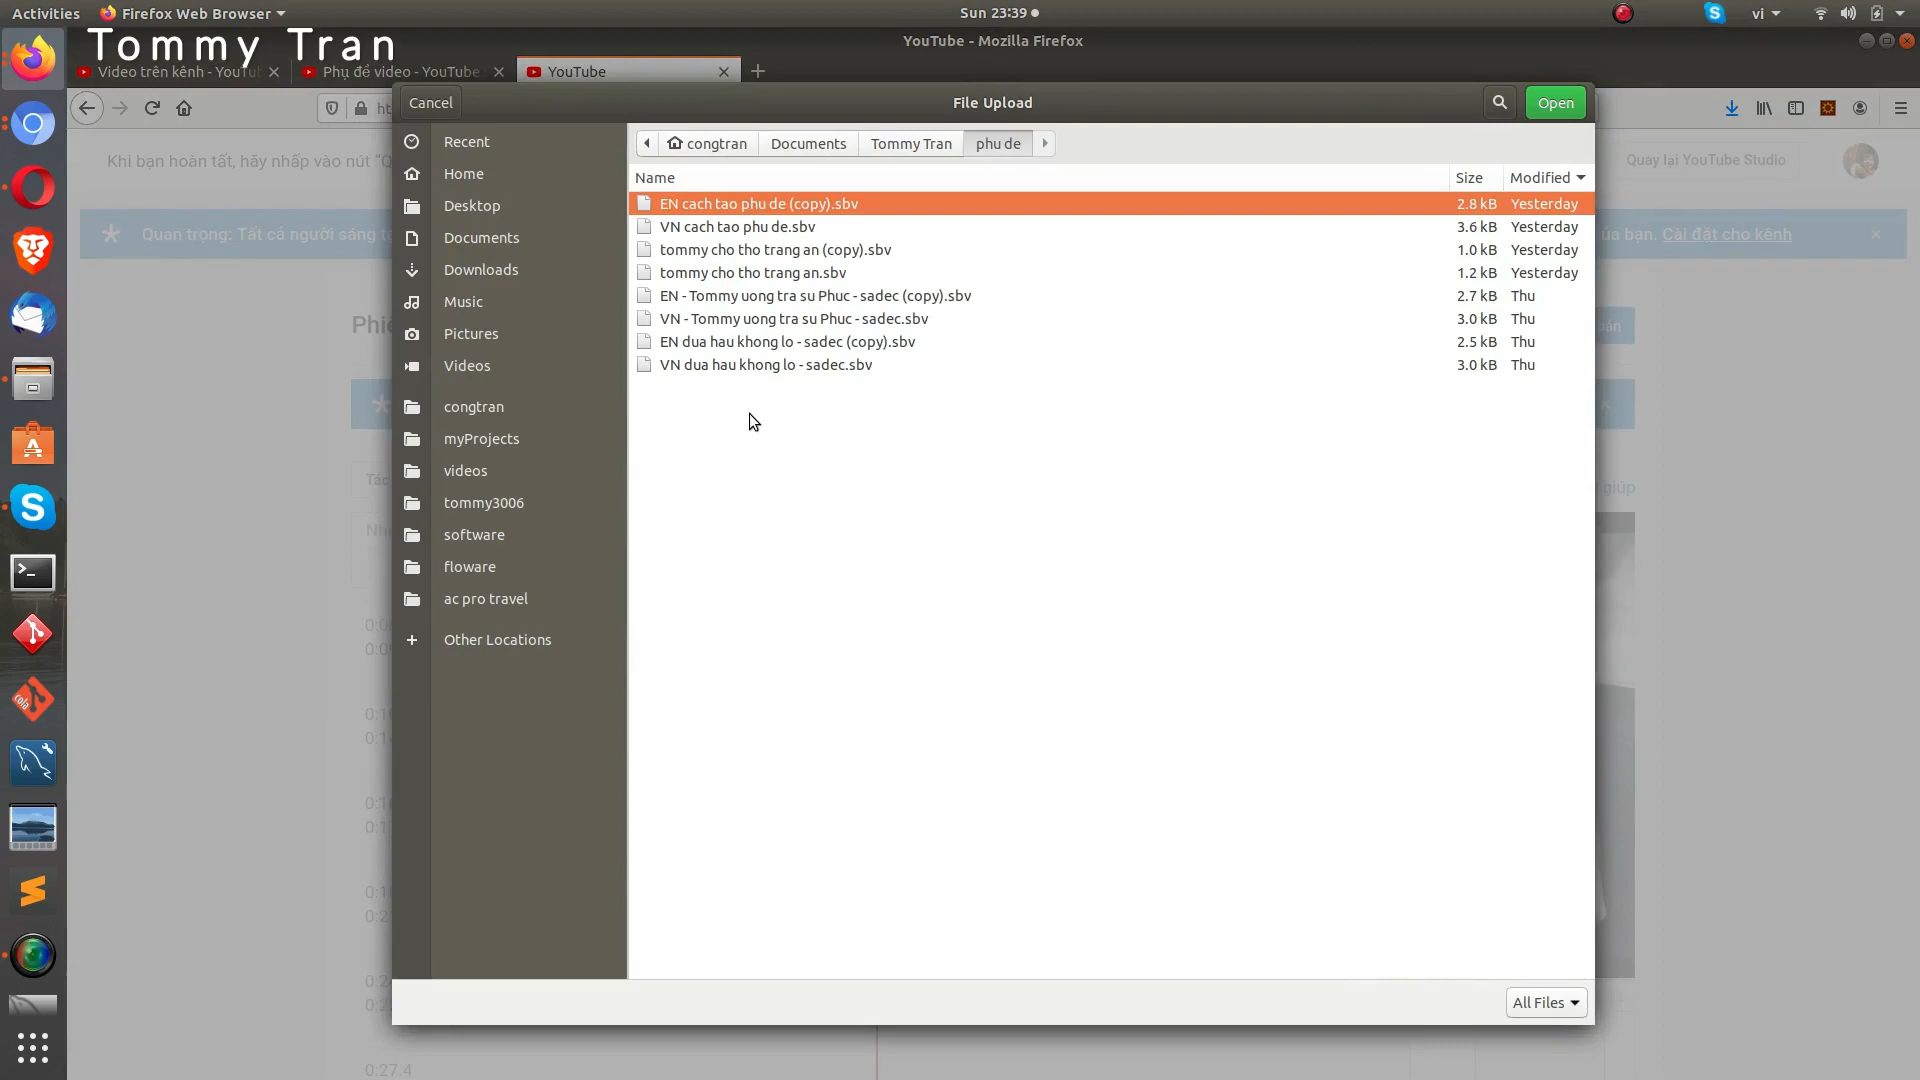 Activities
Firefox Web Browser
Sun 23:39
vi
Tommy Tran
YouTube - Mozilla Firefox
Video trên kênh - YouTub
Phụ đề video - YouTube
YouTube
Cancel
File Upload
Open
Khi bạn hoàn tất, hãy nhấp vào nút "Q
Quay lại YouTube Studio
Quan trọng: Tất cả người sáng t
ủa bạn. Cài đặt cho kênh
Recent
Home
Desktop
Documents
Downloads
Music
Pictures
Videos
congtran
myProjects
videos
tommy3006
software
floware
ac pro travel
Other Locations
congtran
Documents
Tommy Tran
phu de
Name
Size
Modified
EN cach tao phu de (copy).sbv 2.8 kB Yesterday
VN cach tao phu de.sbv 3.6 kB Yesterday
tommy cho tho trang an (copy).sbv 1.0 kB Yesterday
tommy cho tho trang an.sbv 1.2 kB Yesterday
EN - Tommy uong tra su Phuc - sadec (copy).sbv 2.7 kB Thu
VN - Tommy uong tra su Phuc - sadec.sbv 3.0 kB Thu
EN dua hau khong lo - sadec (copy).sbv 2.5 kB Thu
VN dua hau khong lo - sadec.sbv 3.0 kB Thu
All Files
giúp
0:27.4